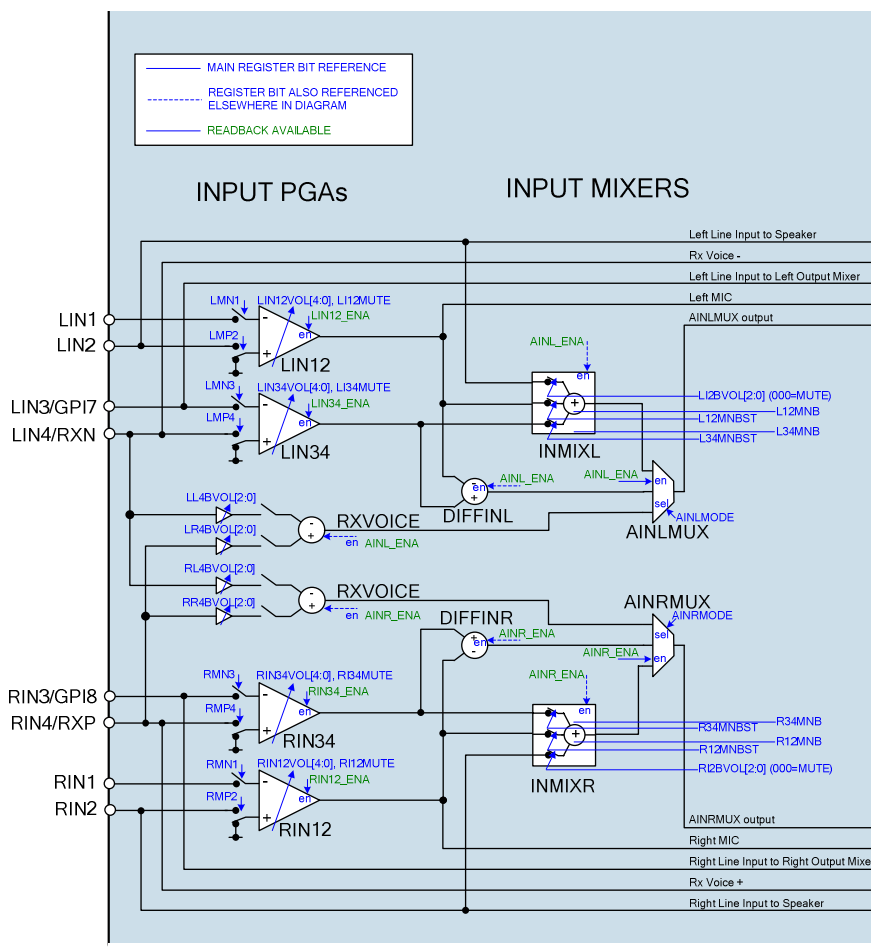 MAIN REGISTER BIT REFERENCE
REGISTER BIT ALSO REFERENCED
ELSEWHERE IN DIAGRAM
READBACK AVAILABLE
INPUT PGAs
INPUT MIXERS
Left Line Input to Speaker
Rx Voice -
Left Line Input to Left Output Mixer
Left MIC
AINLMUX output
LIN1
LIN2
LMN1
LIN12VOL[4:0], LI12MUTE
LIN12_ENA
-
en
LMP2
+
LIN12
LIN3/GPI7
LIN4/RXN
LMN3
LIN34VOL[4:0], LI34MUTE
LIN34_ENA
-
en
LMP4
+
LIN34
AINL_ENA
en
+
LI2BVOL[2:0] (000=MUTE)
L12MNB
L12MNBST
L34MNB
L34MNBST
INMIXL
AINL_ENA
-
en
+
DIFFINL
AINL_ENA
en
sel
AINLMODE
AINLMUX
LL4BVOL[2:0]
LR4BVOL[2:0]
-
+
RXVOICE
en
AINL_ENA
RL4BVOL[2:0]
RR4BVOL[2:0]
-
+
RXVOICE
AINR_ENA
en
DIFFINR
+
en
-
AINR_ENA
AINRMUX
AINRMODE
sel
en
AINR_ENA
RIN3/GPI8
RIN4/RXP
RMN3
RIN34VOL[4:0], RI34MUTE
RIN34_ENA
-
en
RMP4
+
RIN34
AINR_ENA
en
+
R34MNB
R34MNBST
R12MNB
R12MNBST
RI2BVOL[2:0] (000=MUTE)
INMIXR
RIN1
RIN2
RMN1
RIN12VOL[4:0], RI12MUTE
RIN12_ENA
-
en
RMP2
+
RIN12
AINRMUX output
Right MIC
Right Line Input to Right Output Mixe
Rx Voice +
Right Line Input to Speaker